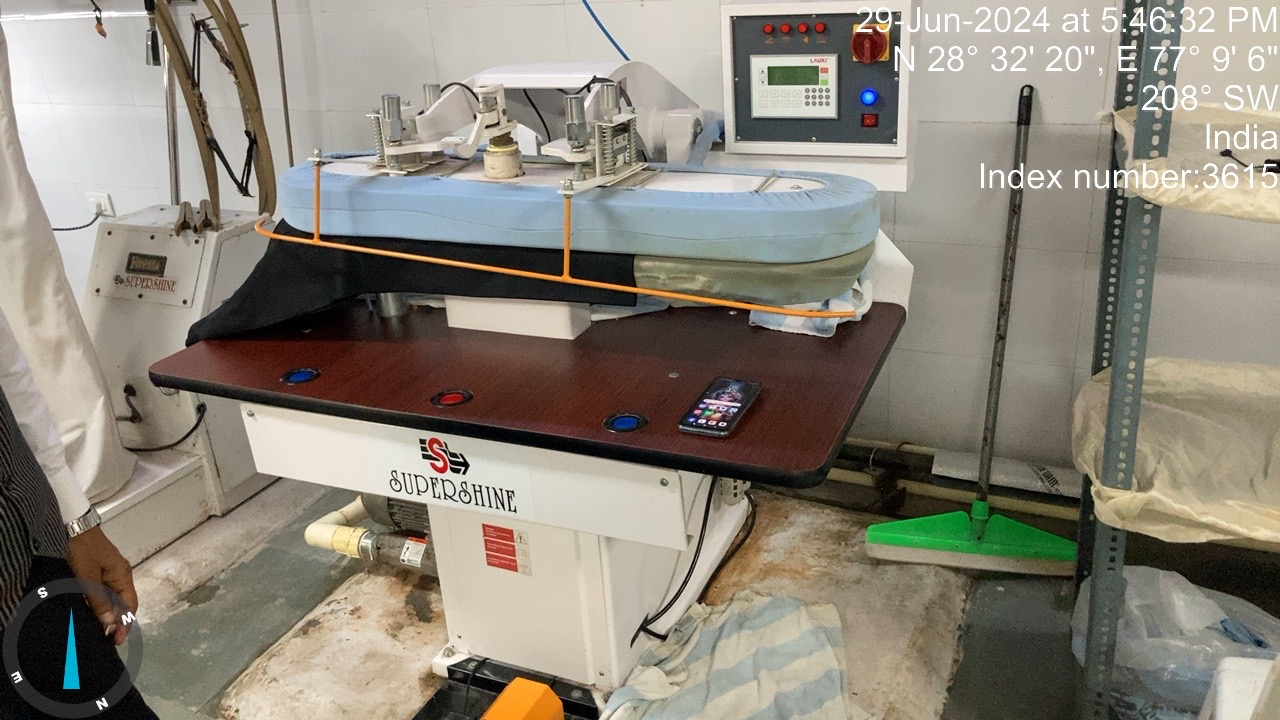 29-Jun-2024 at 5:46:32 PM
N 28° 32' 20", E 77° 9' 6"
208° SW
India
Index number:3615
LAUKI
SUPERSHINE
SUPERSHINE
S
W
E
N